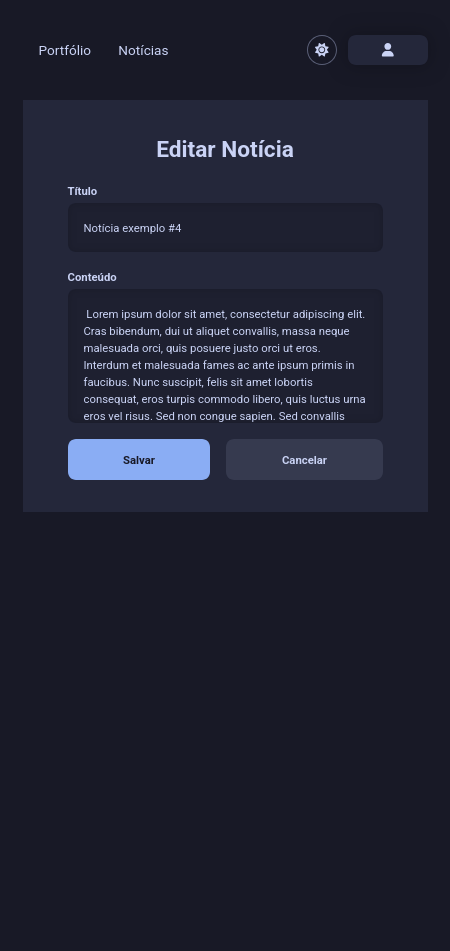 Portfólio Notícias
Editar Notícia
Título
Notícia exemplo #4
Conteúdo
Lorem ipsum dolor sit amet, consectetur adipiscing elit.
Cras bibendum, dui ut aliquet convallis, massa neque
malesuada orci, quis posuere justo orci ut eros.
Interdum et malesuada fames ac ante ipsum primis in
faucibus. Nunc suscipit, felis sit amet lobortis
consequat, eros turpis commodo libero, quis luctus urna
eros vel risus. Sed non congue sapien. Sed convallis
Salvar Cancelar